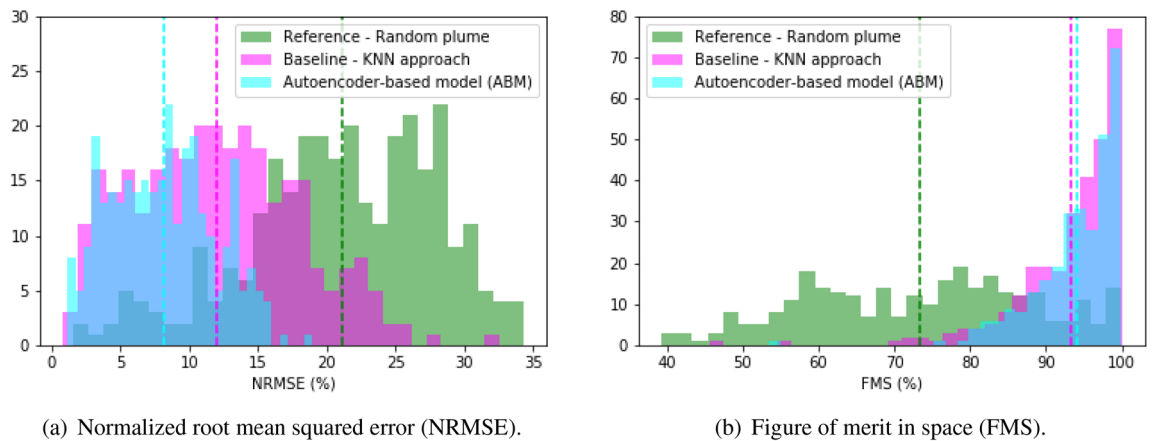 30
25
20
15
10
5
0
Reference - Random plume
Baseline - KNN approach
Autoencoder-based model (ABM)
0 5 10 15 20 25 30 35
NRMSE (%)
(a) Normalized root mean squared error (NRMSE).
80
70
60
50
40
30
20
10
0
Reference - Random plume
Baseline - KNN approach
Autoencoder-based model (ABM)
40 50 60 70 80 90 100
FMS (%)
(b) Figure of merit in space (FMS).